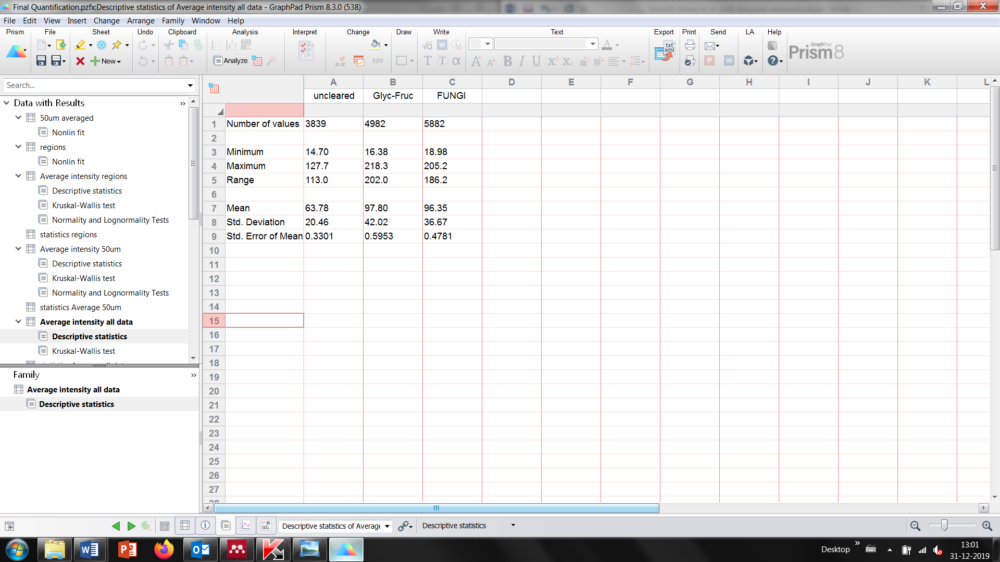 Final Quantification.pzfx:Descriptive statistics of Average intensity all data - GraphPad Prism 8.3.0 (538)
File Edit View Insert Change Arrange Family Window Help
Prism File Sheet Undo Clipboard Analysis Interpret Change Draw Write Text Export Print Send LA Help
Analyze New
GraphPad
Prism 8
Search...
A B C D E F G H I J K L
uncleared Glyc-Fruc FUNGI
Data with Results
50um averaged
Nonlin fit
regions
Nonlin fit
Average intensity regions
Descriptive statistics
Kruskal-Wallis test
Normality and Lognormality Tests
statistics regions
Average intensity 50um
Descriptive statistics
Kruskal-Wallis test
Normality and Lognormality Tests
statistics Average 50um
Average intensity all data
Descriptive statistics
Kruskal-Wallis test
Family
Average intensity all data
Descriptive statistics
1 Number of values 3839 4982 5882
2
3 Minimum 14.70 16.38 18.98
4 Maximum 127.7 218.3 205.2
5 Range 113.0 202.0 186.2
6
7 Mean 63.78 97.80 96.35
8 Std. Deviation 20.46 42.02 36.67
9 Std. Error of Mean 0.3301 0.5953 0.4781
10
11
12
13
14
15
16
17
18
19
20
21
22
23
24
25
26
27
Descriptive statistics of Average
Descriptive statistics
Desktop
13:01
31-12-2019